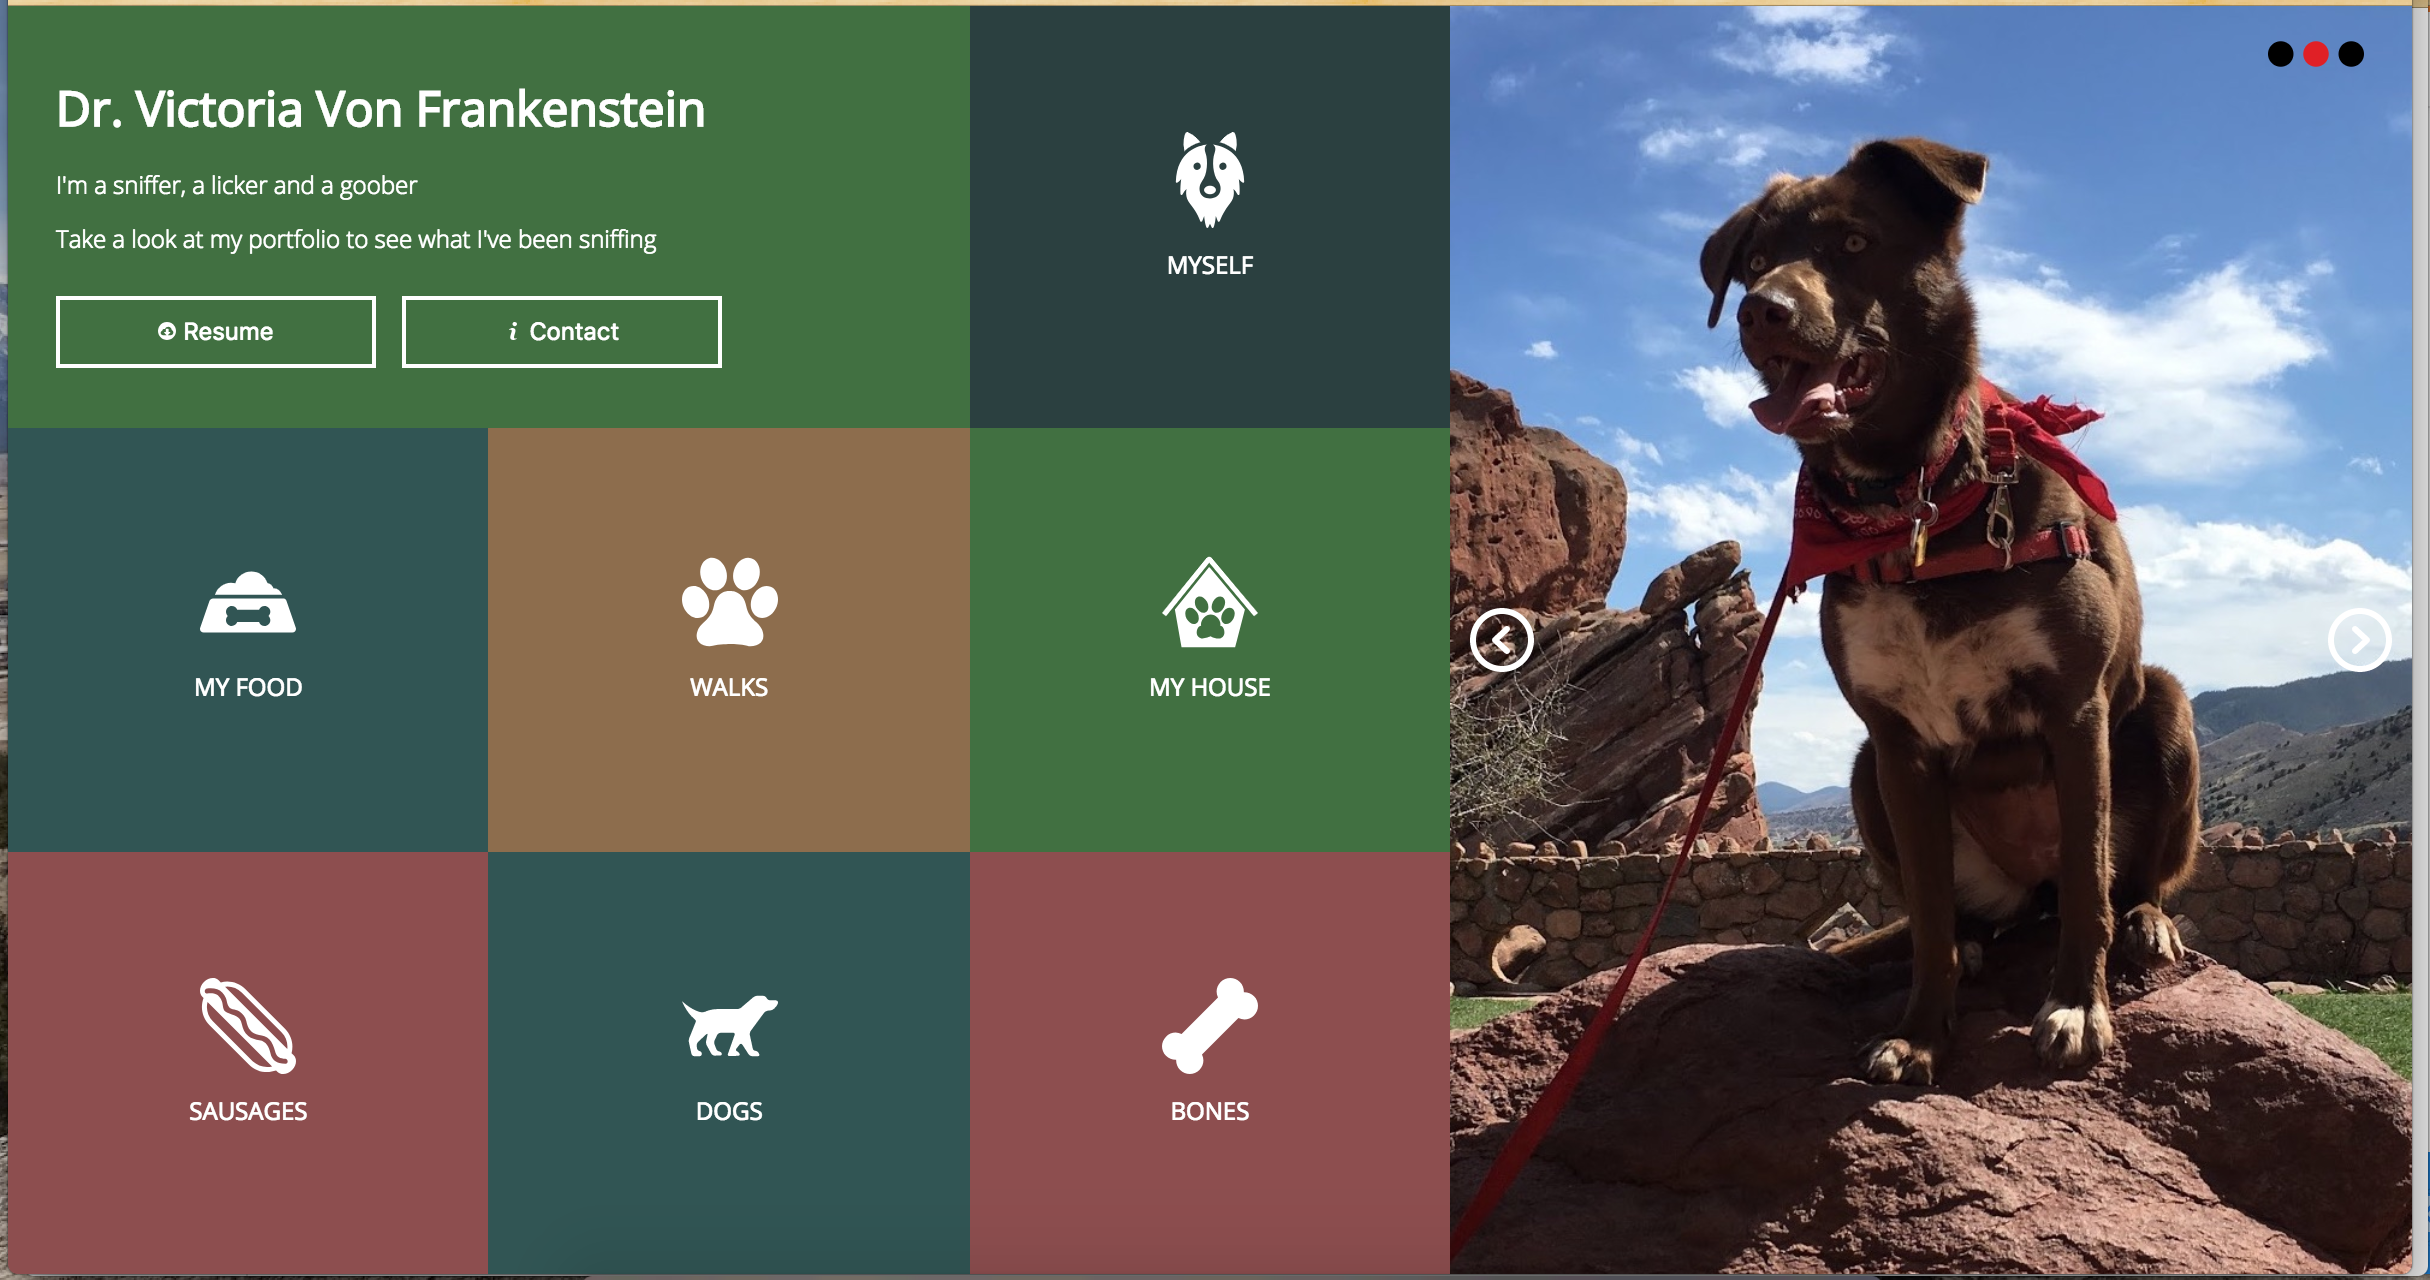 Dr. Victoria Von Frankenstein
I'm a sniffer, a licker and a goober
Take a look at my portfolio to see what I've been sniffing
Resume
Contact
MYSELF
MY FOOD
WALKS
MY HOUSE
SAUSAGES
DOGS
BONES